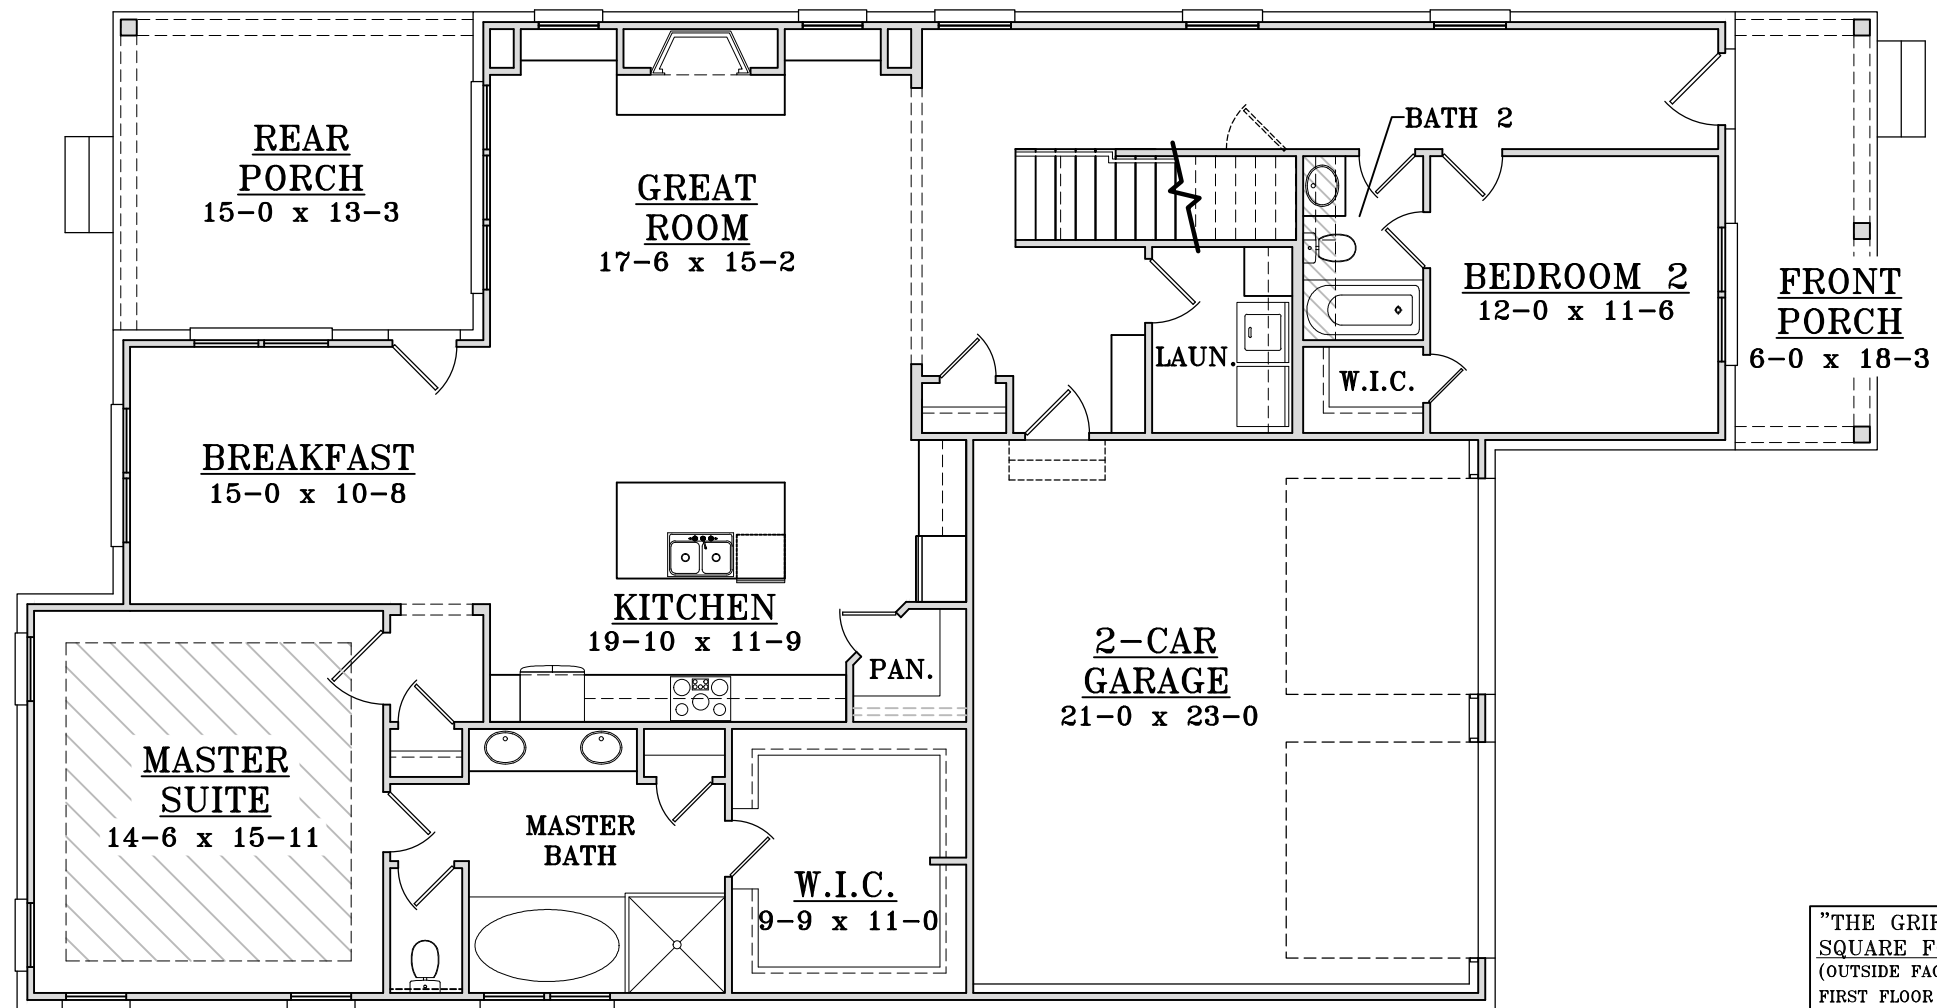 REAR
PORCH
15-0 x 13-3
GREAT
ROOM
17-6 x 15-2
BATH 2
BEDROOM 2
12-0 x 11-6
FRONT
PORCH
6-0 x 18-3
LAUN.
W.I.C.
BREAKFAST
15-0 x 10-8
KITCHEN
19-10 x 11-9
PAN.
2-CAR
GARAGE
21-0 x 23-0
MASTER
SUITE
14-6 x 15-11
MASTER
BATH
W.I.C.
9-9 x 11-0
"THE
SQUARE
(OUTSIDE
FIRST FLOOR